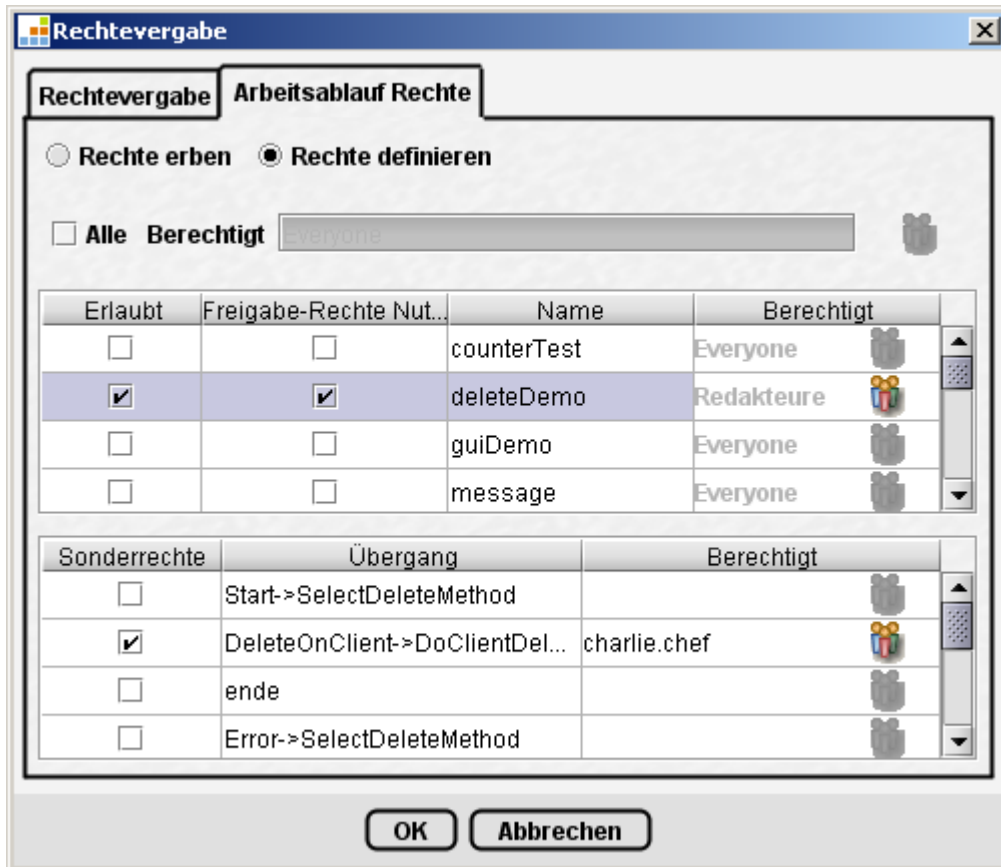 Rechtevergabe
Rechtevergabe Arbeitsablauf Rechte
Rechte erben Rechte definieren
Alle Berechtigt Everyone
Erlaubt Freigabe-Rechte Nut... Name Berechtigt
counterTest Everyone
deleteDemo Redakteure
guiDemo Everyone
message Everyone
Sonderrechte Übergang Berechtigt
Start->SelectDeleteMethod
DeleteOnClient->DoClientDel... charlie.chef
ende
Error->SelectDeleteMethod
OK Abbrechen